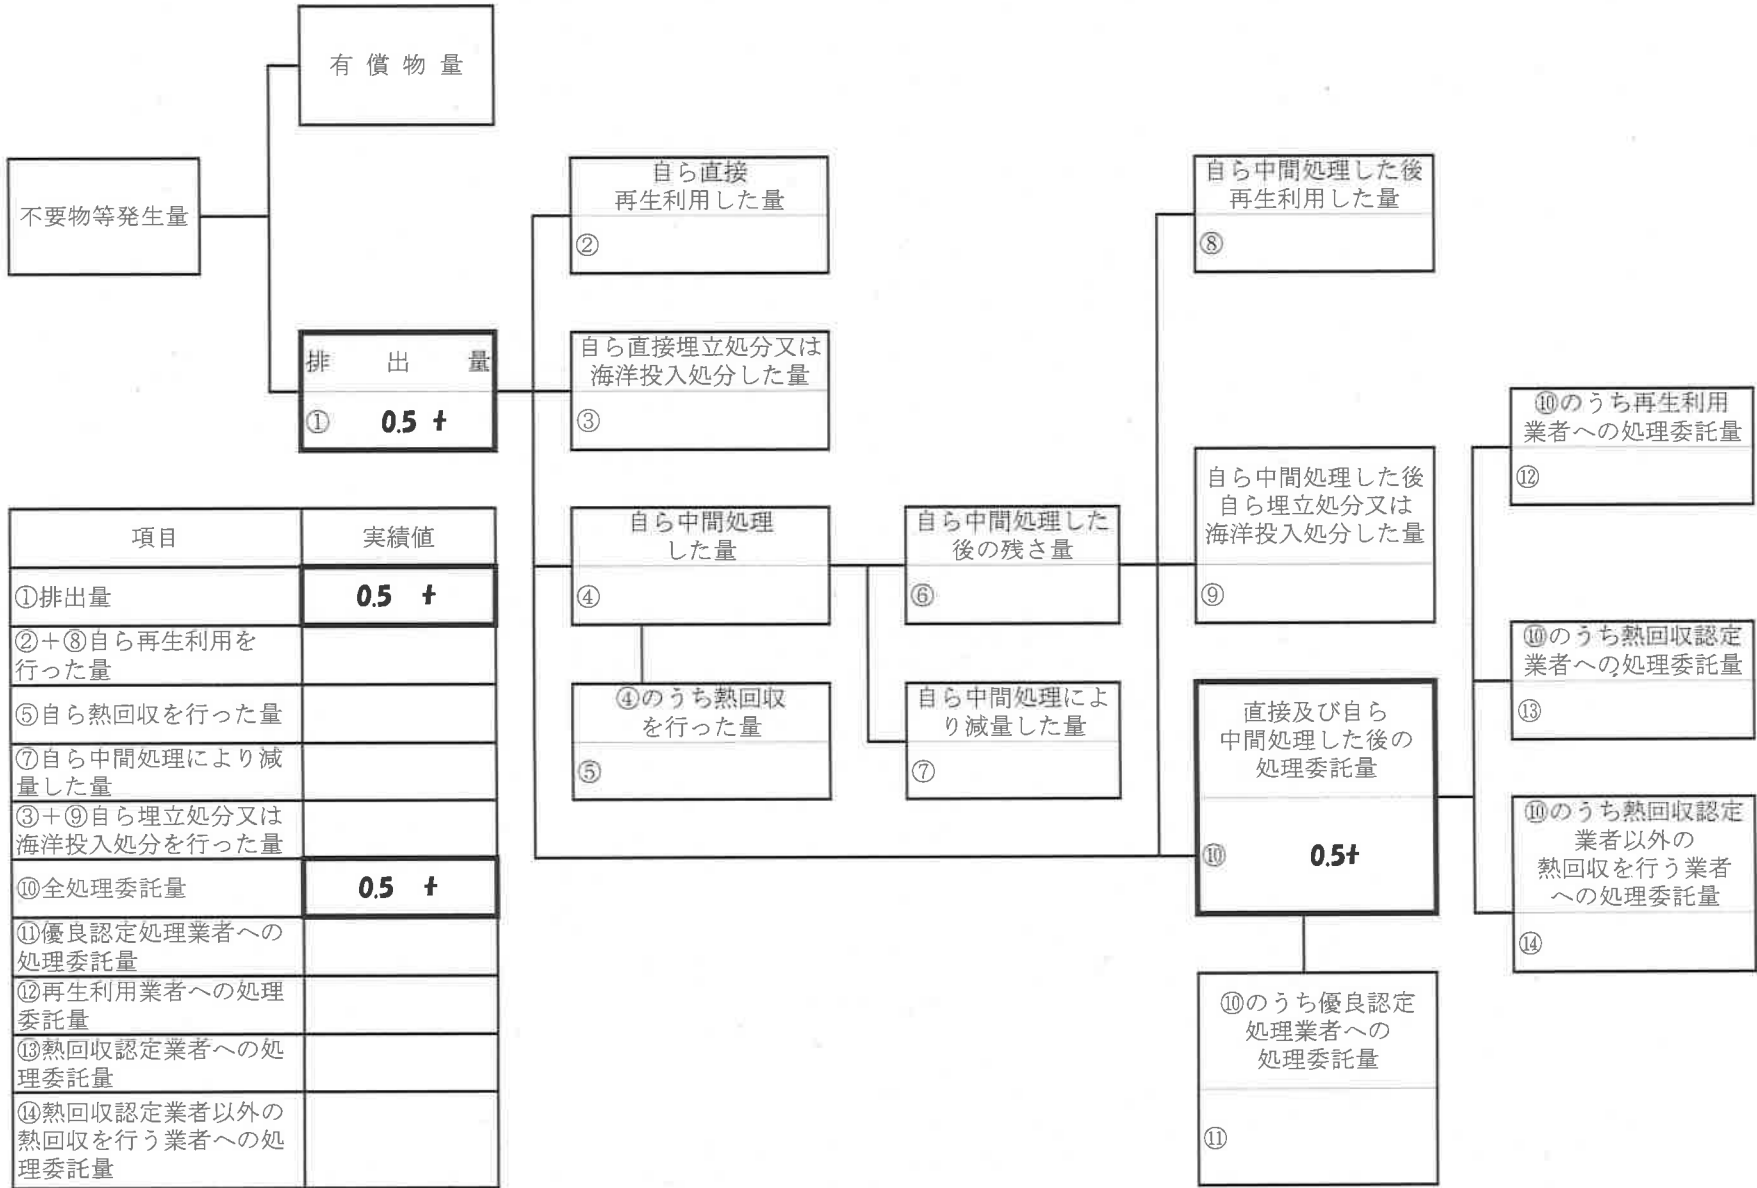 有償物量
不要物等発生量
排出量
① 0.5 t
自ら直接
再生利用した量
②
自ら直接埋立処分又は
海洋投入処分した量
③
自ら中間処理
した量
④
④のうち熱回収
を行った量
⑤
自ら中間処理した
後の残さ量
⑥
自ら中間処理によ
り減量した量
⑦
自ら中間処理した後
再生利用した量
⑧
自ら中間処理した後
自ら埋立処分又は
海洋投入処分した量
⑨
直接及び自ら
中間処理した後の
処理委託量
⑩ 0.5t
⑩のうち優良認定
処理業者への
処理委託量
⑪
⑩のうち再生利用
業者への処理委託量
⑫
⑩のうち熱回収認定
業者への処理委託量
⑬
⑩のうち熱回収認定
業者以外の
熱回収を行う業者
への処理委託量
⑭
項目 実績値
①排出量 0.5 t
②＋⑧自ら再生利用を
行った量
⑤自ら熱回収を行った量
⑦自ら中間処理により減
量した量
③＋⑨自ら埋立処分又は
海洋投入処分を行った量
⑩全処理委託量 0.5 t
⑪優良認定処理業者への
処理委託量
⑫再生利用業者への処理
委託量
⑬熱回収認定業者への処
理委託量
⑭熱回収認定業者以外の
熱回収を行う業者への処
理委託量